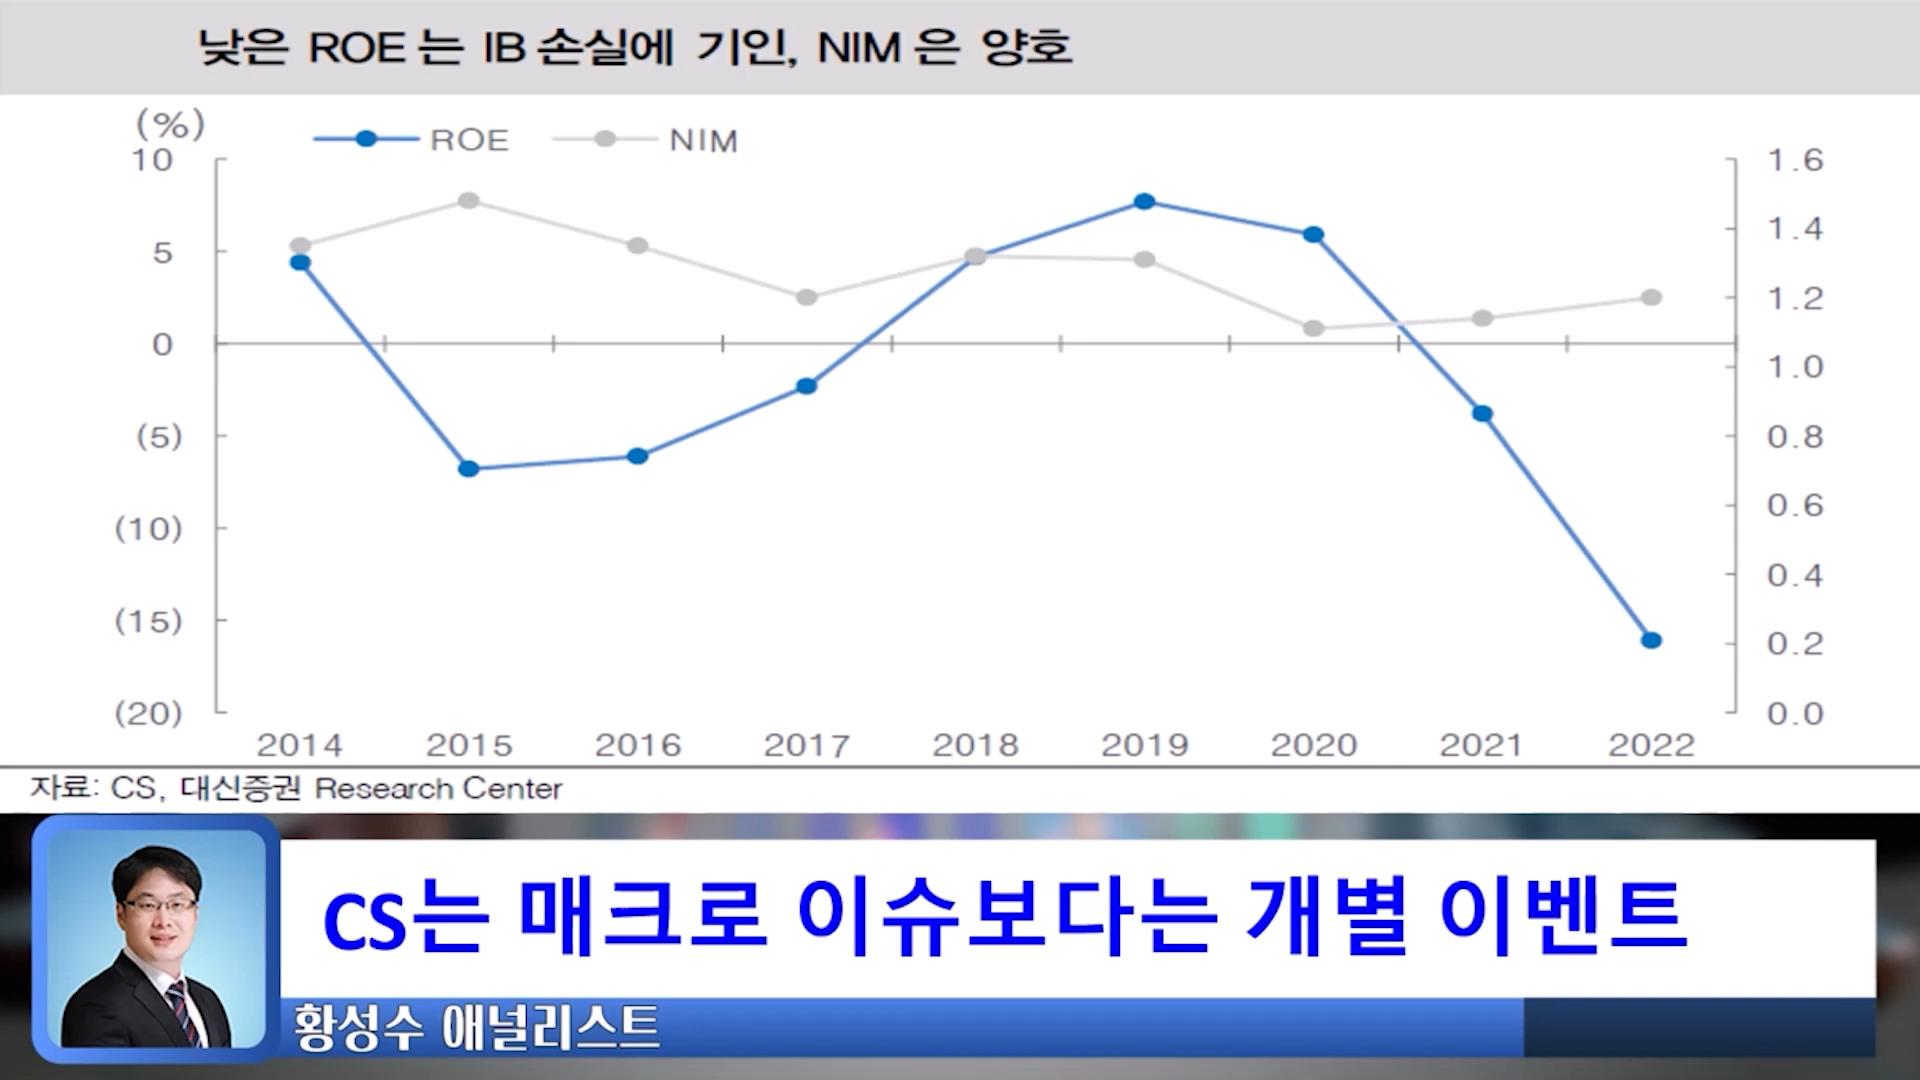 낮은 ROE 는 IB 손실에 기인, NIM 은 양호
(%)
ROE NIM
10 1.6
1.4
5
1.2
0
1.0
(5) 0.8
(10)
0.6
0.4
(15)
0.2
(20) 0.0
2014 2015 2016 2017 2018 2019 2020 2021 2022
자료: CS, 대신증권 Research Center
CS는 매크로 이슈보다는 개별 이벤트
황성수 애널리스트